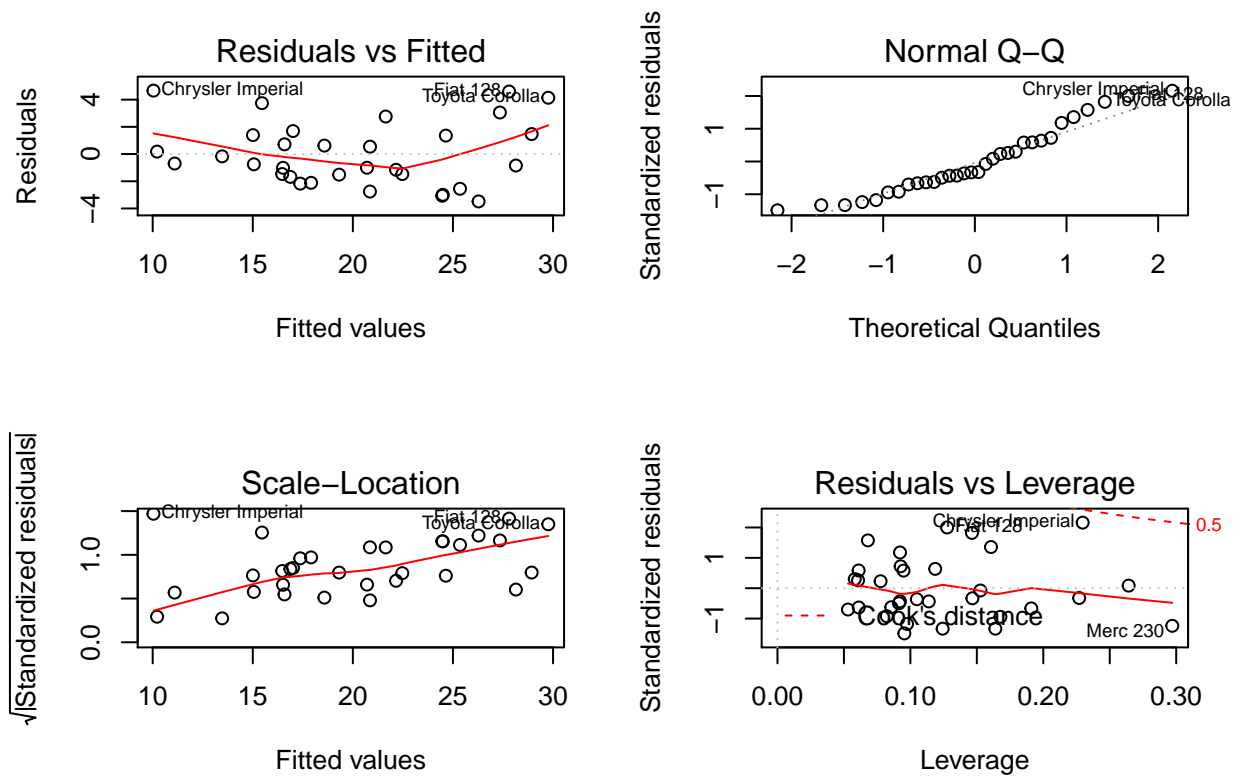 Residuals vs Fitted
Residuals
4
0
−4
Chrysler Imperial
Fiat 128
Toyota Corolla
10 15 20 25 30
Fitted values
Normal Q−Q
Standardized residuals
1
−1
Chrysler Imperial
Fiat 128
Toyota Corolla
−2 −1 0 1 2
Theoretical Quantiles
Scale−Location
√|Standardized residuals|
1.0
0.0
Chrysler Imperial
Fiat 128
Toyota Corolla
10 15 20 25 30
Fitted values
Residuals vs Leverage
Standardized residuals
1
−1
Chrysler Imperial
Fiat 128
0.5
Cook's distance
Merc 230
0.00 0.10 0.20 0.30
Leverage